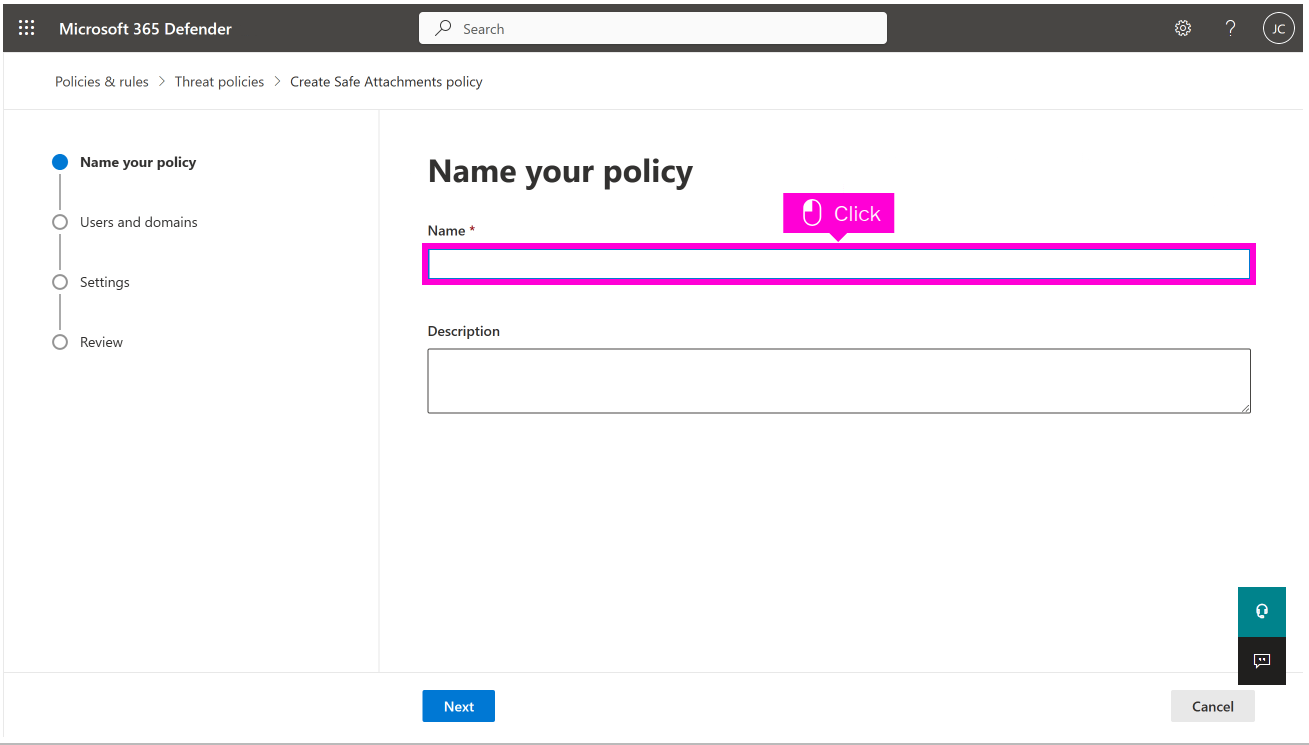 Microsoft 365 Defender
Search
?
JC
Policies & rules > Threat policies > Create Safe Attachments policy
Name your policy
Users and domains
Settings
Review
Name your policy
Click
Name *
Description
Next
Cancel